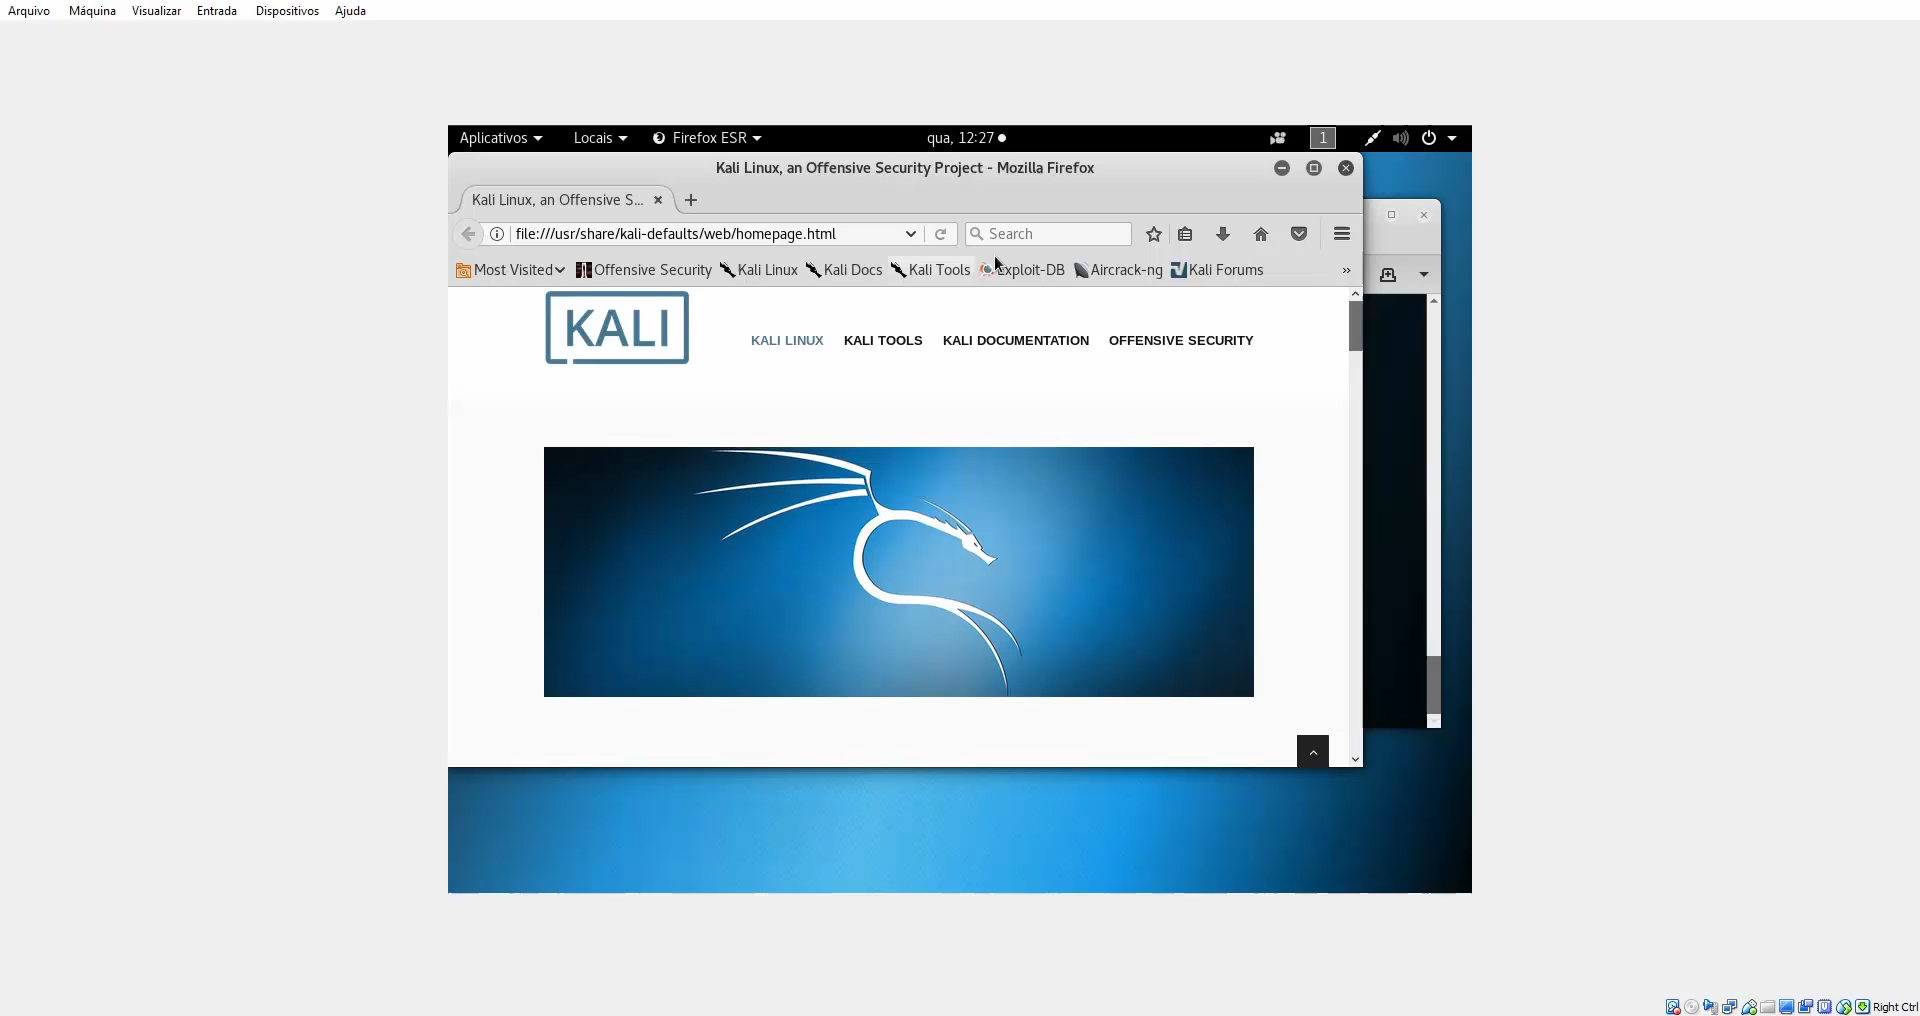 Arquivo Máquina Visualizar Entrada Dispositivos Ajuda
Aplicativos Locais Firefox ESR qua, 12:27 1
Kali Linux, an Offensive Security Project - Mozilla Firefox
Kali Linux, an Offensive S...
file:///usr/share/kali-defaults/web/homepage.html Search
Most Visited Offensive Security Kali Linux Kali Docs Kali Tools Exploit-DB Aircrack-ng Kali Forums »
KALI
KALI LINUX KALI TOOLS KALI DOCUMENTATION OFFENSIVE SECURITY
Right Ctrl